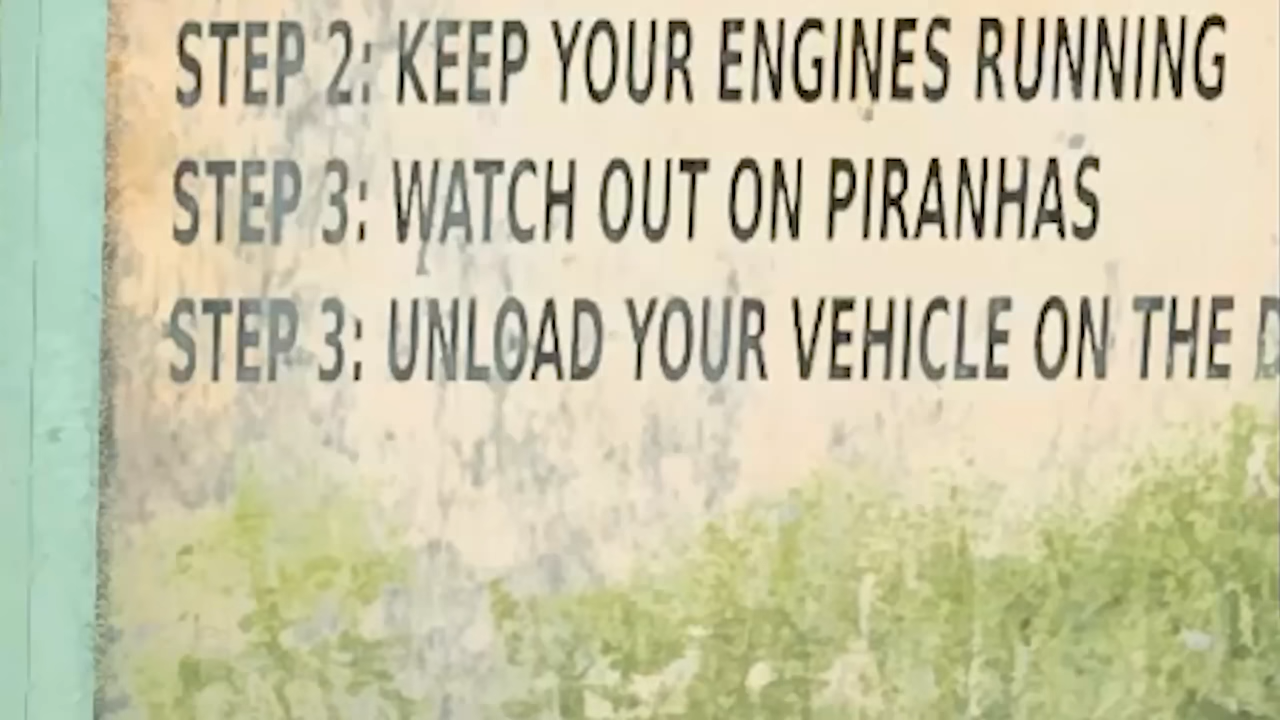 STEP 2: KEEP YOUR ENGINES RUNNING
STEP 3: WATCH OUT ON PIRANHAS
STEP 3: UNLOAD YOUR VEHICLE ON THE